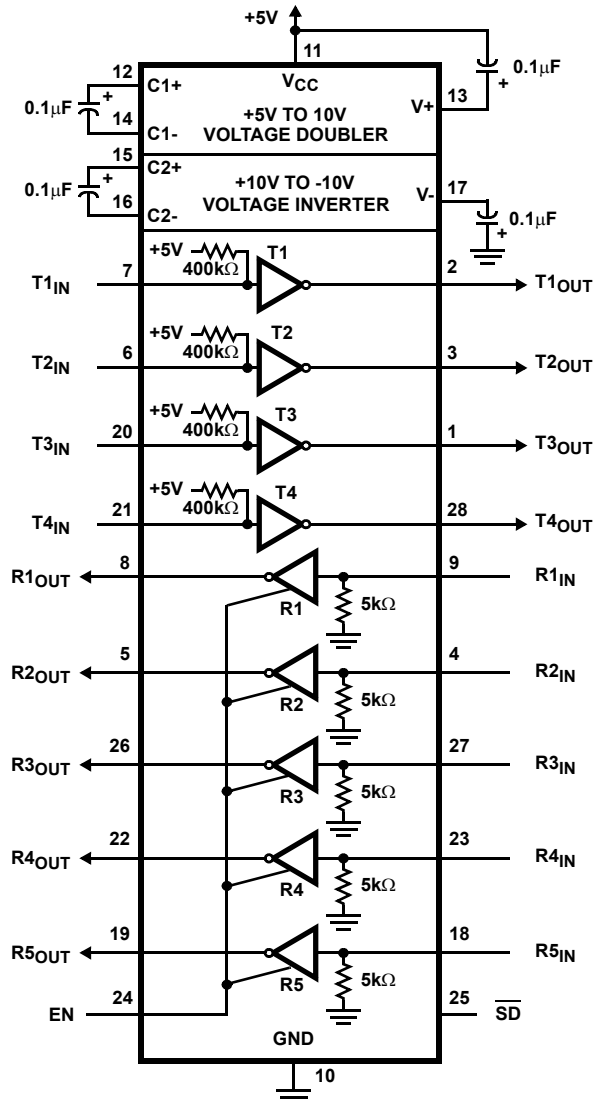 +5V
11
VCC
12
C1+
+
0.1µF
14
C1-
+5V TO 10V
VOLTAGE DOUBLER
V+
13
+
0.1µF
15
C2+
+
0.1µF
16
C2-
+10V TO -10V
VOLTAGE INVERTER
V-
17
+
0.1µF
T1IN
7
+5V
400kΩ
T1
2
T1OUT
T2IN
6
+5V
400kΩ
T2
3
T2OUT
T3IN
20
+5V
400kΩ
T3
1
T3OUT
T4IN
21
+5V
400kΩ
T4
28
T4OUT
R1OUT
8
R1
5kΩ
9
R1IN
R2OUT
5
R2
5kΩ
4
R2IN
R3OUT
26
R3
5kΩ
27
R3IN
R4OUT
22
R4
5kΩ
23
R4IN
R5OUT
19
R5
5kΩ
18
R5IN
EN
24
25
SD
GND
10